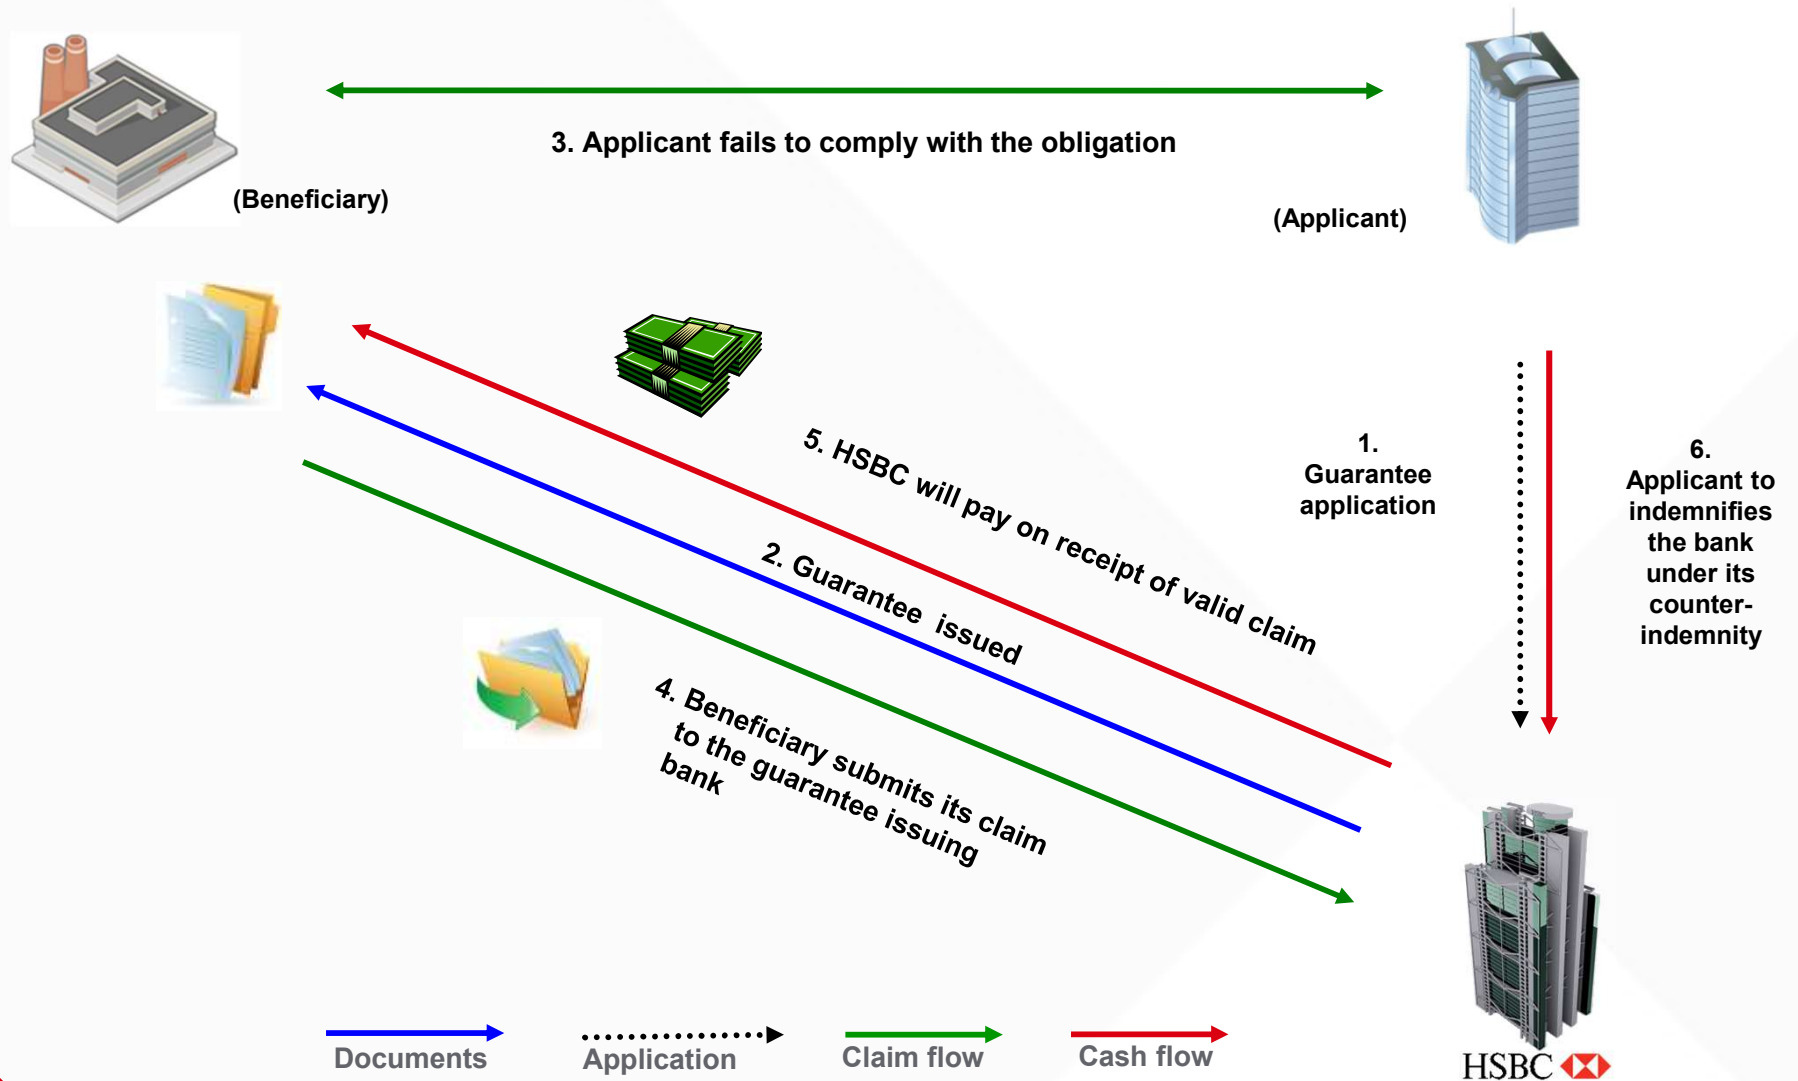 3. Applicant fails to comply with the obligation
(Beneficiary)
(Applicant)
5. HSBC will pay on receipt of valid claim
1.
Guarantee
application
6.
Applicant to
indemnifies
the bank
under its
counter-
indemnity
2. Guarantee issued
4. Beneficiary submits its claim
to the guarantee issuing
bank
Documents
Application
Claim flow
Cash flow
HSBC